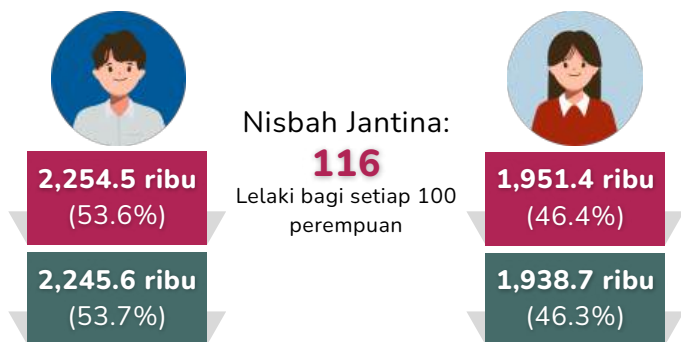 2,254.5 ribu
(53.6%)
2,245.6 ribu
(53.7%)
Nisbah Jantina:
116
Lelaki bagi setiap 100
perempuan
1,951.4 ribu
(46.4%)
1,938.7 ribu
(46.3%)